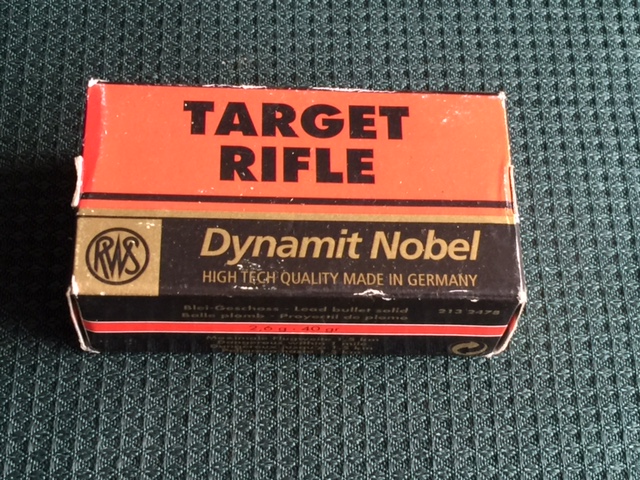 TARGET
RIFLE
RWS
Dynamit Nobel
HIGH TECH QUALITY MADE IN GERMANY
Blei-Geschoss - Lead bullet solid
Balle plomb - Proyectil de plomo
213 2478
2,6 g - 40 gr